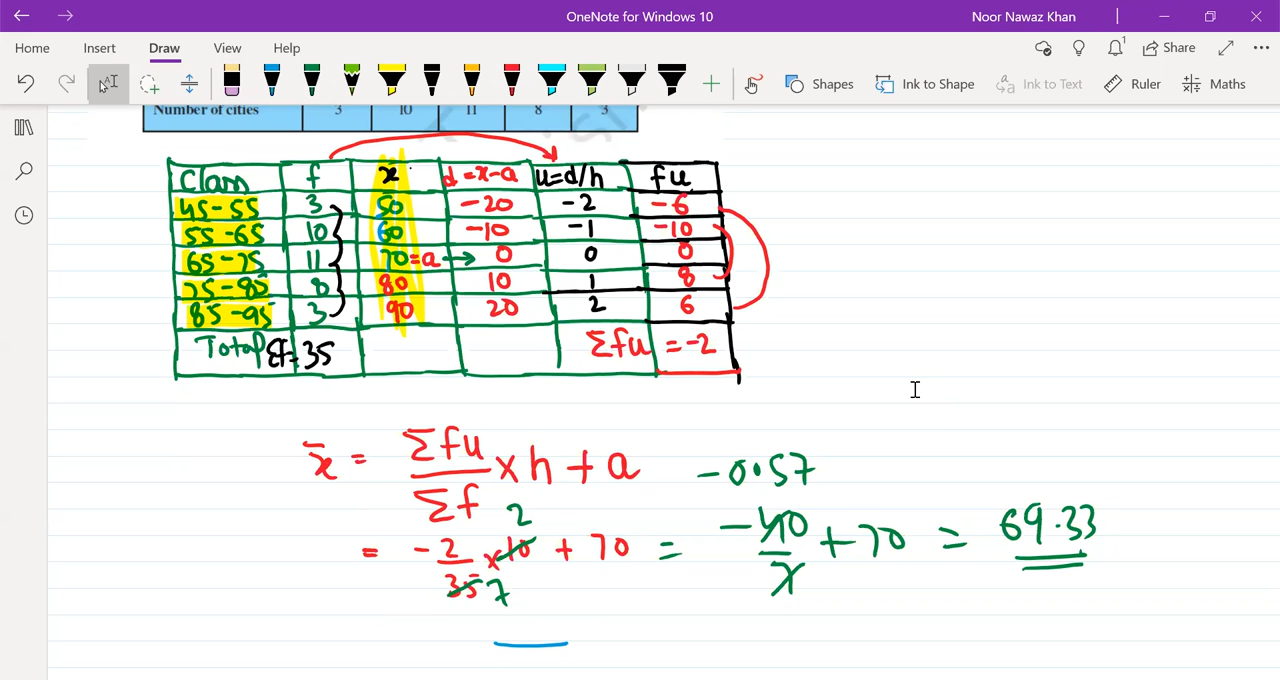 OneNote for Windows 10
Noor Nawaz Khan
Home Insert Draw View Help
Share
Shapes Ink to Shape Ink to Text Ruler Maths
Number of cities 3 10 11 8 3
Class f x d = x-a u=d/h fu
45-55 3 50 -20 -2 -6
55-65 10 60 -10 -1 -10
65-75 11 70 =a → 0 0 0
75-85 8 80 10 1 8
85-95 3 90 20 2 6
Total Σf=35 Σfu = -2
x̄ = Σfu/Σf × h + a -0.57
= -2/35 × 10 + 70 = + 70 = 69.33
2
7